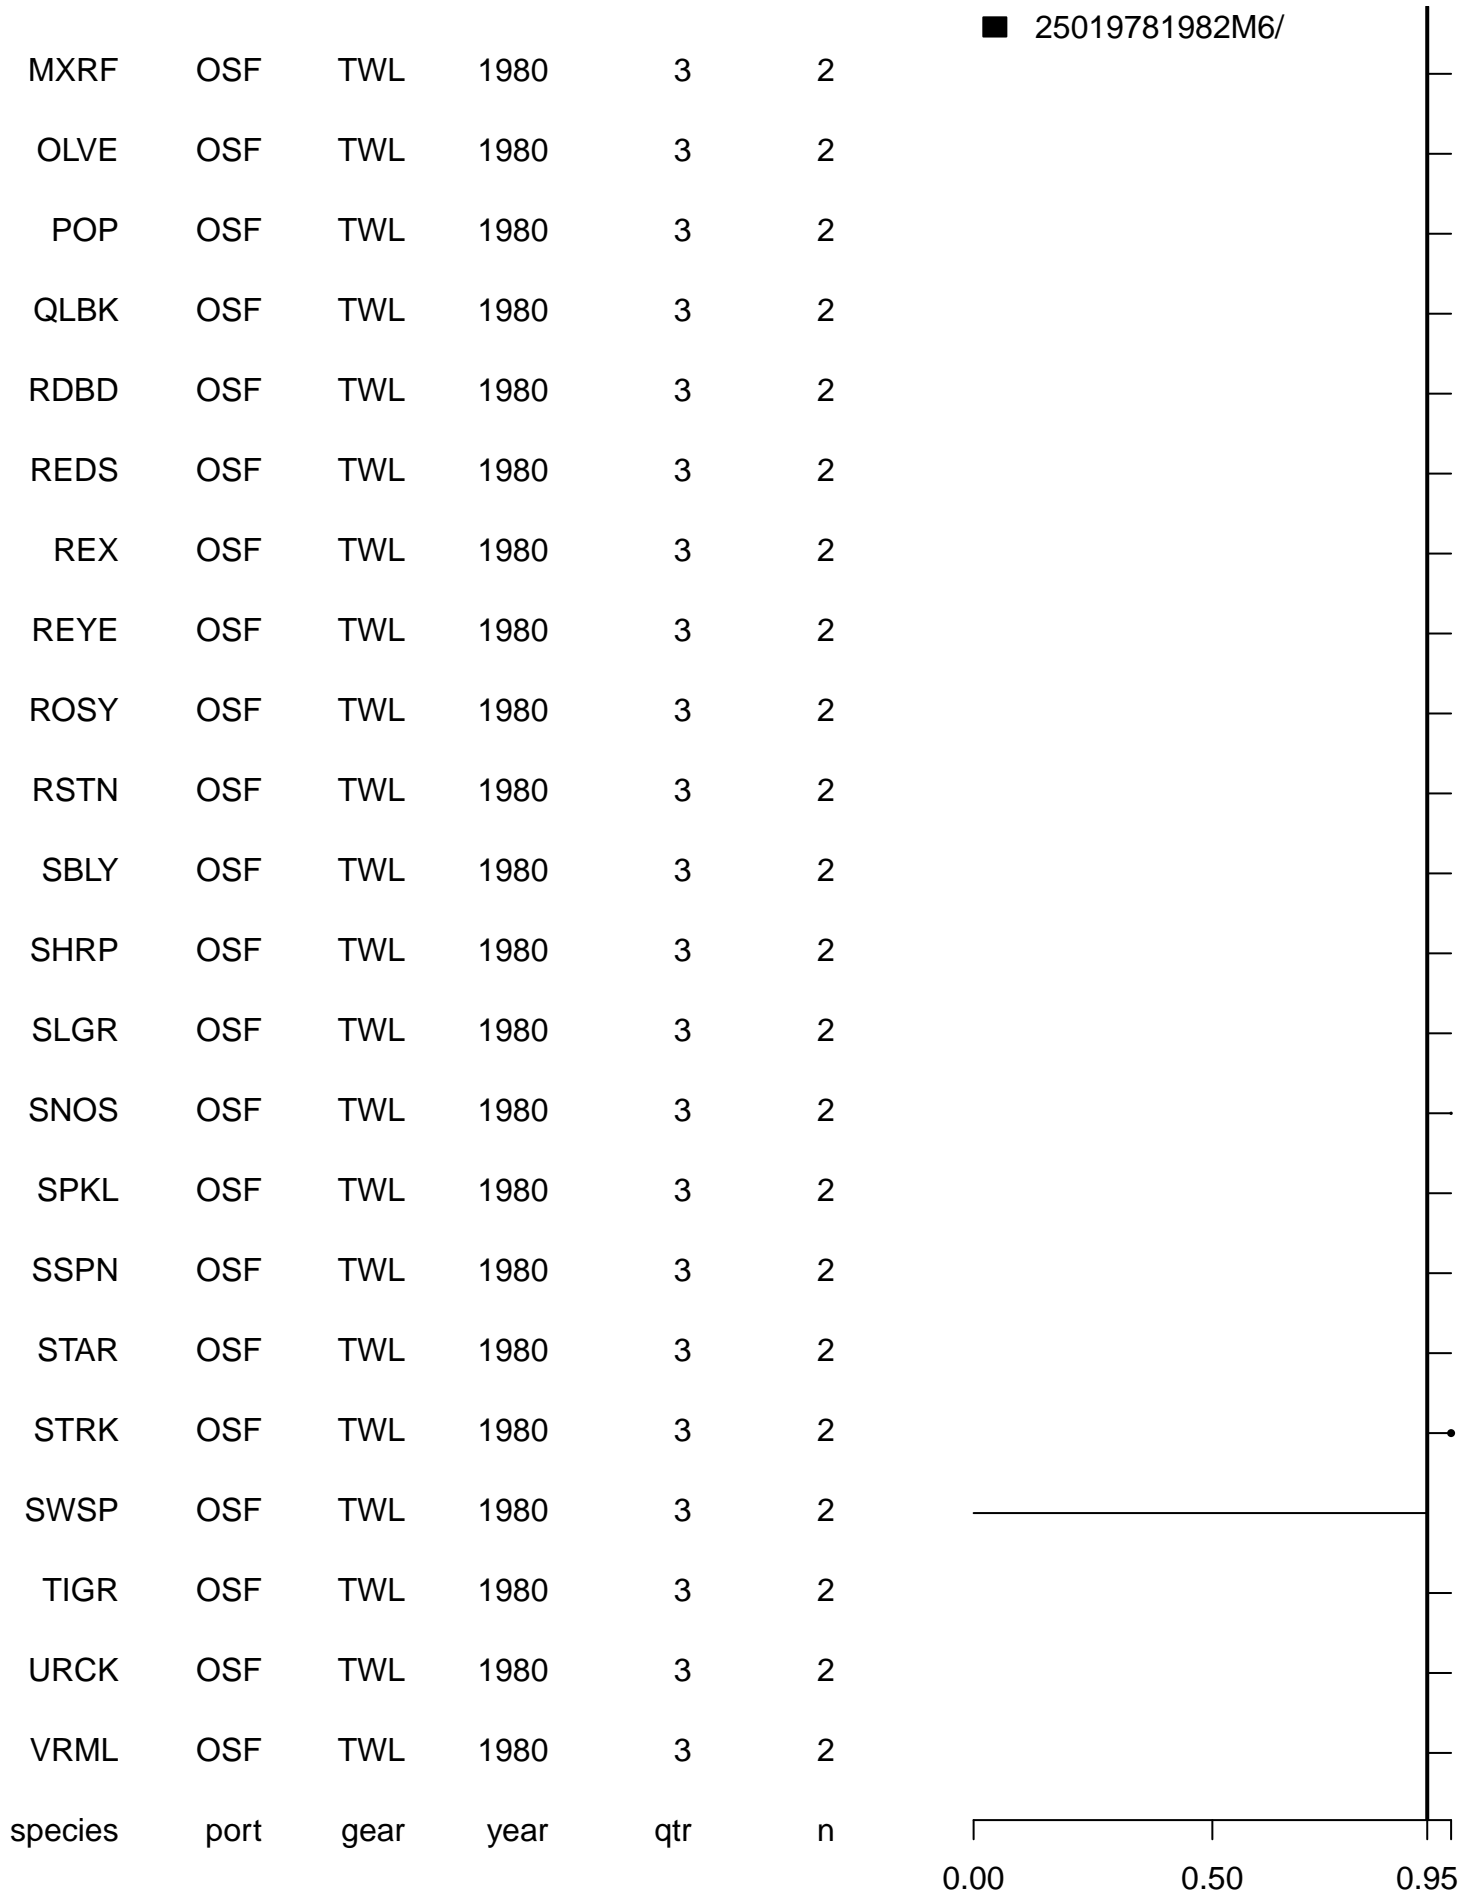 25019781982M6/
MXRF OSF TWL 1980 3 2
OLVE OSF TWL 1980 3 2
POP OSF TWL 1980 3 2
QLBK OSF TWL 1980 3 2
RDBD OSF TWL 1980 3 2
REDS OSF TWL 1980 3 2
REX OSF TWL 1980 3 2
REYE OSF TWL 1980 3 2
ROSY OSF TWL 1980 3 2
RSTN OSF TWL 1980 3 2
SBLY OSF TWL 1980 3 2
SHRP OSF TWL 1980 3 2
SLGR OSF TWL 1980 3 2
SNOS OSF TWL 1980 3 2
SPKL OSF TWL 1980 3 2
SSPN OSF TWL 1980 3 2
STAR OSF TWL 1980 3 2
STRK OSF TWL 1980 3 2
SWSP OSF TWL 1980 3 2
TIGR OSF TWL 1980 3 2
URCK OSF TWL 1980 3 2
VRML OSF TWL 1980 3 2
species port gear year qtr n
0.00 0.50 0.95